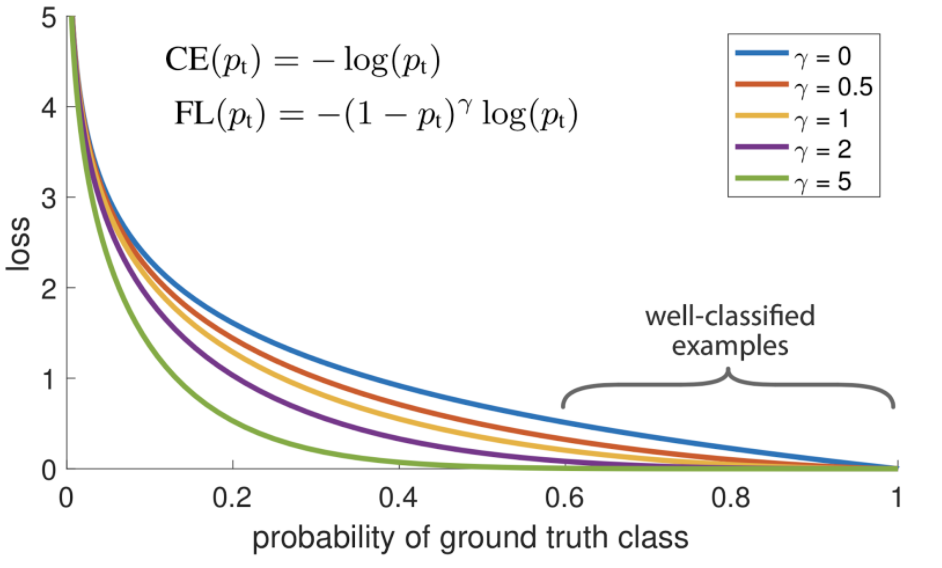 5
CE(pₜ) = − log(pₜ)
FL(pₜ) = −(1 − pₜ)^γ log(pₜ)
γ = 0
γ = 0.5
γ = 1
γ = 2
γ = 5
4
3
2
1
0
loss
well-classified
examples
0 0.2 0.4 0.6 0.8 1
probability of ground truth class